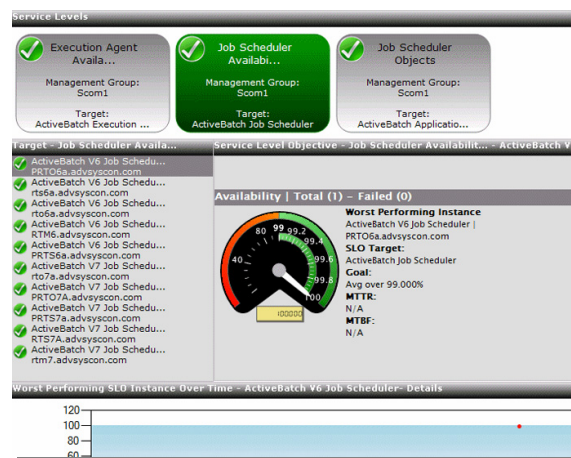 Service Levels
Execution Agent
Availa...
Management Group:
Scom1
Target:
ActiveBatch Execution ...
Job Scheduler
Availabi...
Management Group:
Scom1
Target:
ActiveBatch Job Scheduler
Job Scheduler
Objects
Management Group:
Scom1
Target:
ActiveBatch Applicatio...
Target - Job Scheduler Availa...
ActiveBatch V6 Job Schedu...
PRTO6a.advsyscon.com
ActiveBatch V6 Job Schedu...
rts6a.advsyscon.com
ActiveBatch V6 Job Schedu...
rto6a.advsyscon.com
ActiveBatch V6 Job Schedu...
RTM6.advsyscon.com
ActiveBatch V6 Job Schedu...
PRTS6a.advsyscon.com
ActiveBatch V7 Job Schedu...
rto7a.advsyscon.com
ActiveBatch V7 Job Schedu...
PRTO7A.advsyscon.com
ActiveBatch V7 Job Schedu...
PRTS7a.advsyscon.com
ActiveBatch V7 Job Schedu...
RTS7A.advsyscon.com
ActiveBatch V7 Job Schedu...
rtm7.advsyscon.com
Service Level Objective - Job Scheduler Availabilit... - ActiveBatch V
Availability | Total (1) - Failed (0)
40
80
99
99.2
99.4
99.6
99.8
100
100000
Worst Performing Instance
ActiveBatch V6 Job Scheduler |
PRTO6a.advsyscon.com
SLO Target:
ActiveBatch Job Scheduler
Goal:
Avg over 99.000%
MTTR:
N/A
MTBF:
N/A
Worst Performing SLO Instance Over Time - ActiveBatch V6 Job Scheduler- Details
120
100
80
60